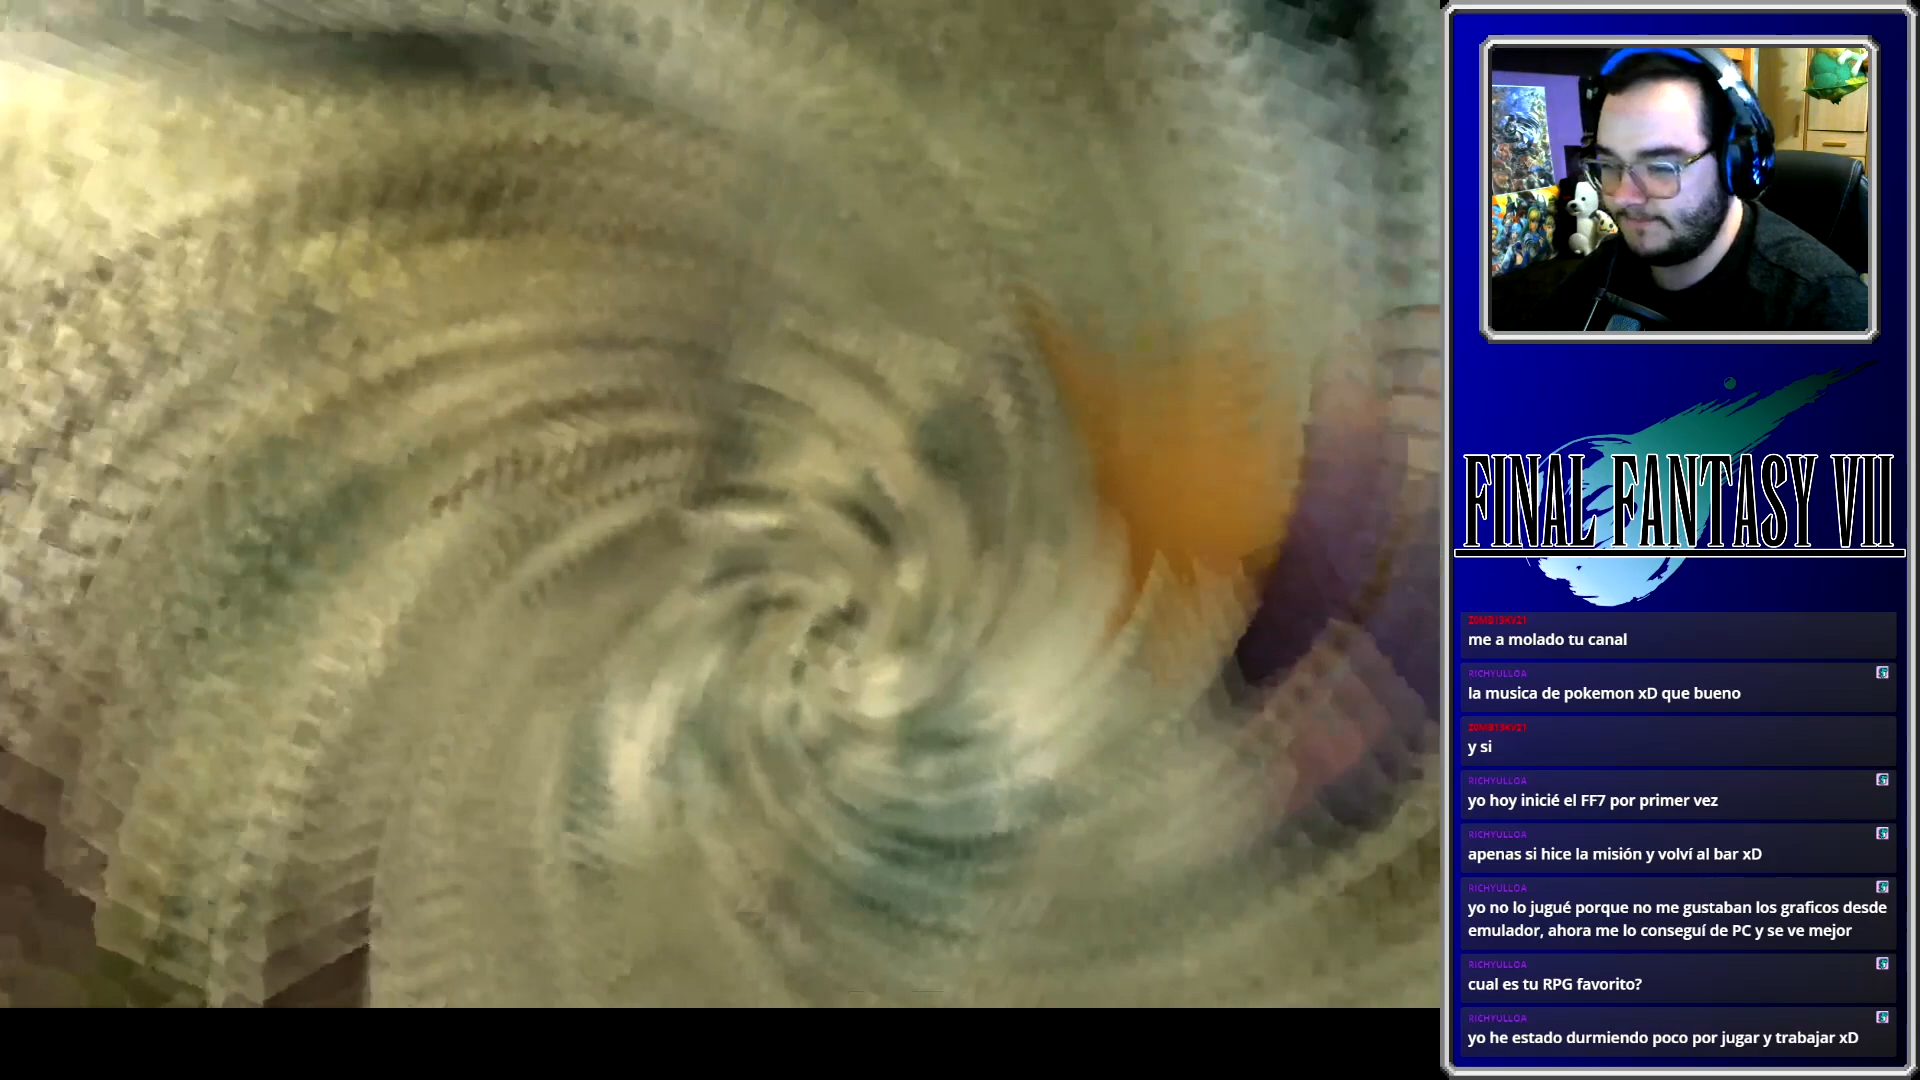 FINAL FANTASY VII
Z0MB13KV21
me a molado tu canal
RICHYULLOA
la musica de pokemon xD que bueno
Z0MB13KV21
y si
RICHYULLOA
yo hoy inicié el FF7 por primer vez
RICHYULLOA
apenas si hice la misión y volví al bar xD
RICHYULLOA
yo no lo jugué porque no me gustaban los graficos desde
emulador, ahora me lo conseguí de PC y se ve mejor
RICHYULLOA
cual es tu RPG favorito?
RICHYULLOA
yo he estado durmiendo poco por jugar y trabajar xD